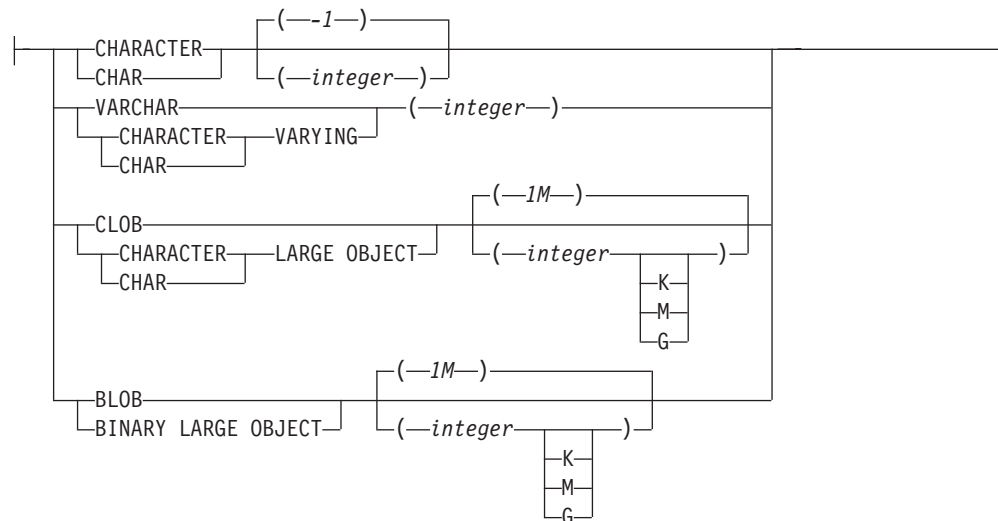 ( -1 )
CHARACTER
CHAR ( integer )
VARCHAR ( integer )
CHARACTER VARYING
CHAR
( 1M )
CLOB
CHARACTER LARGE OBJECT ( integer )
CHAR K
M
G
( 1M )
BLOB
BINARY LARGE OBJECT ( integer )
K
M
G